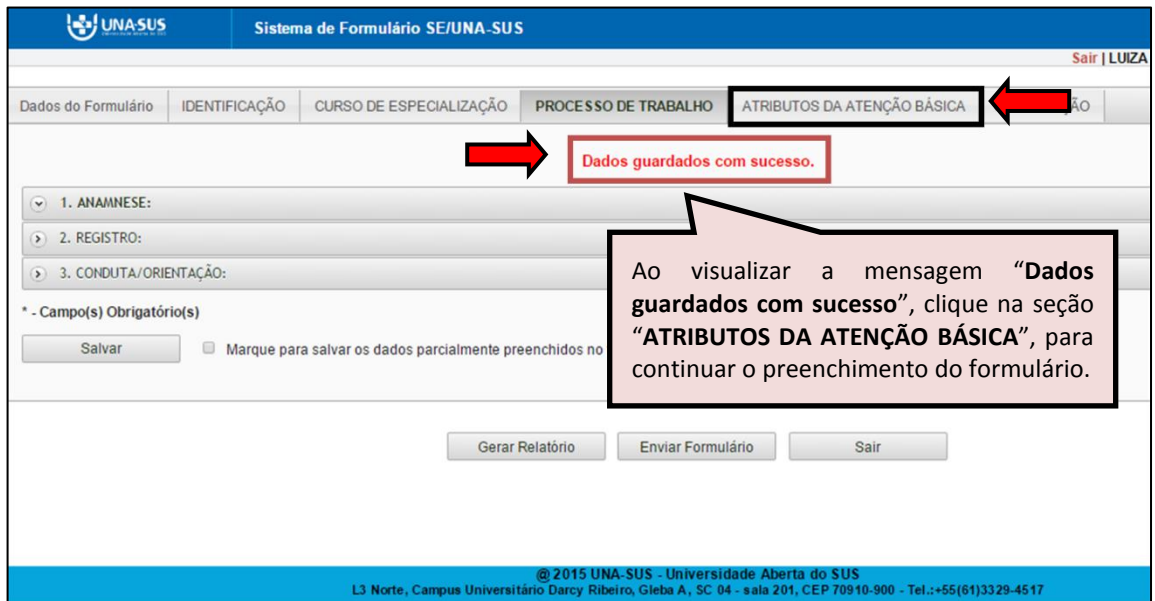 UNA-SUS Sistema de Formulário SE/UNA-SUS
Sair | LUIZA
Dados do Formulário IDENTIFICAÇÃO CURSO DE ESPECIALIZAÇÃO PROCESSO DE TRABALHO ATRIBUTOS DA ATENÇÃO BÁSICA
Dados guardados com sucesso.
1. ANAMNESE:
2. REGISTRO:
3. CONDUTA/ORIENTAÇÃO:
* - Campo(s) Obrigatório(s)
Salvar Marque para salvar os dados parcialmente preenchidos no
Ao visualizar a mensagem “Dados
guardados com sucesso”, clique na seção
“ATRIBUTOS DA ATENÇÃO BÁSICA”, para
continuar o preenchimento do formulário.
Gerar Relatório Enviar Formulário Sair
@ 2015 UNA-SUS - Universidade Aberta do SUS
L3 Norte, Campus Universitário Darcy Ribeiro, Gleba A, SC 04 - sala 201, CEP 70910-900 - Tel.:+55(61)3329-4517